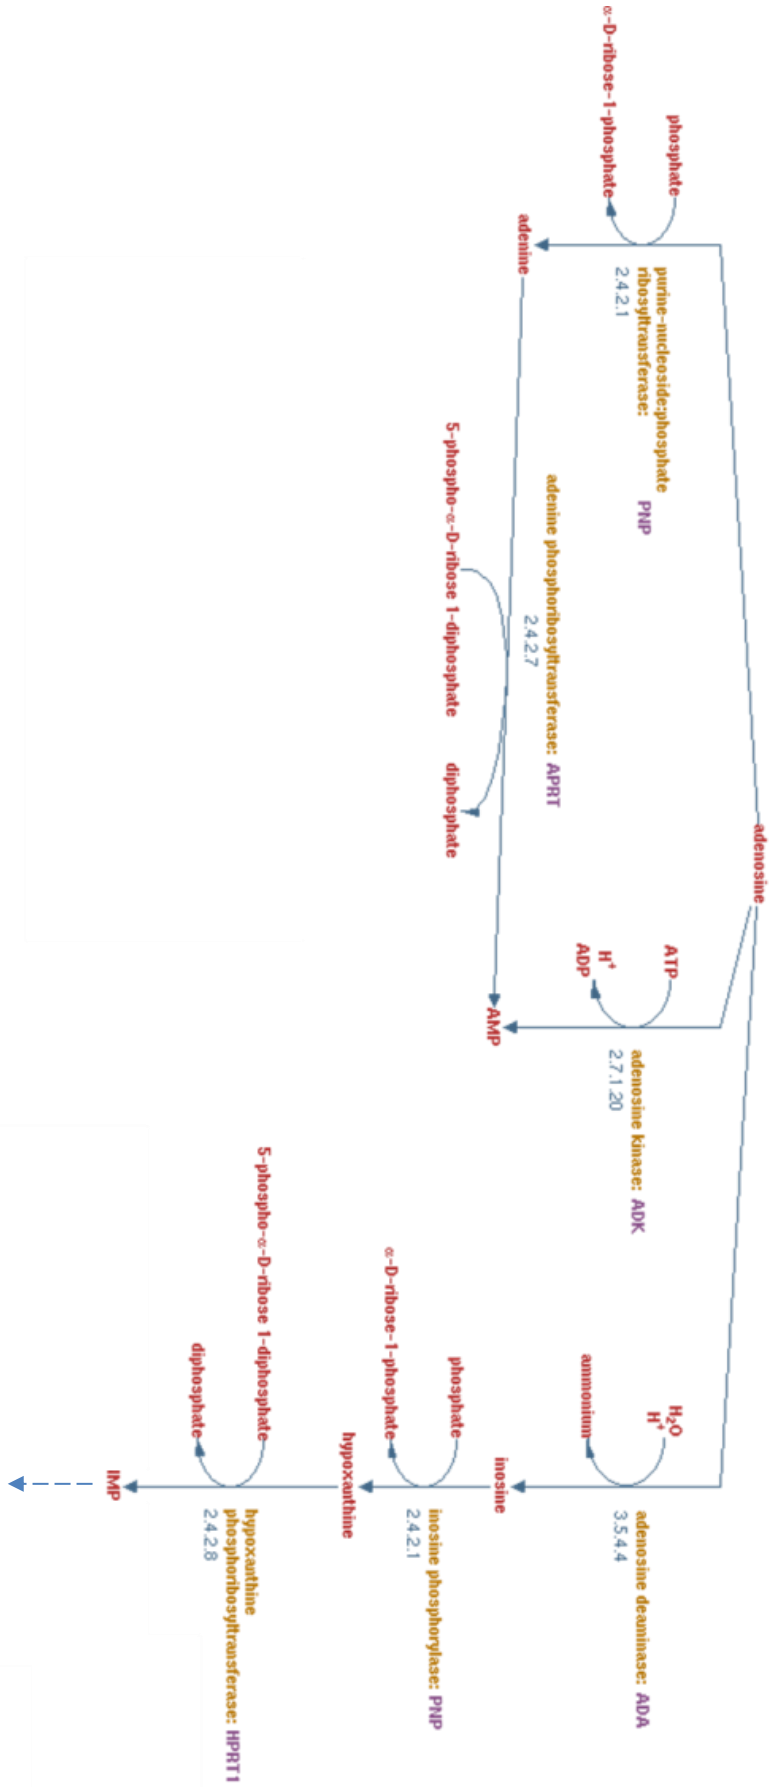 adenosine
phosphate
α-D-ribose-1-phosphate
purine-nucleoside:phosphate
ribosyltransferase: PNP
2.4.2.1
adenine
adenine phosphoribosyltransferase: APRT
2.4.2.7
5-phospho-α-D-ribose 1-diphosphate
diphosphate
ATP
H+
ADP
adenosine kinase: ADK
2.7.1.20
AMP
H2O
H+
ammonium
adenosine deaminase: ADA
3.5.4.4
inosine
phosphate
α-D-ribose-1-phosphate
inosine phosphorylase: PNP
2.4.2.1
hypoxanthine
5-phospho-α-D-ribose 1-diphosphate
diphosphate
hypoxanthine
phosphoribosyltransferase: HPRT1
2.4.2.8
IMP